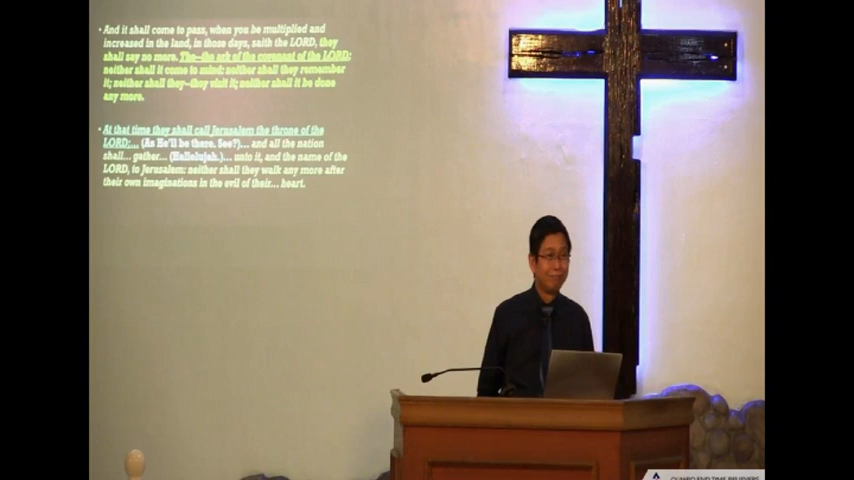 • And it shall come to pass, when you be multiplied and
increased in the land, in those days, saith the LORD, they
shall say no more, The--the ark of the covenant of the LORD:
neither shall it come to mind: neither shall they remember
it; neither shall they--they visit it; neither shall it be done
any more.
• At that time they shall call Jerusalem the throne of the
LORD;... (As He'll be there. See?)... and all the nation
shall... gather... (Hallelujah.)... unto it, and the name of the
LORD, to Jerusalem: neither shall they walk any more after
their own imaginations in the evil of their... heart.
END TIME BELIEVERS